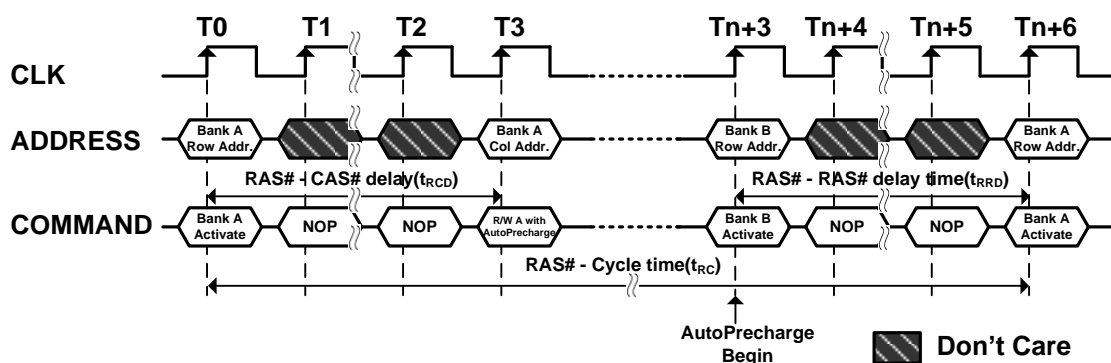 T0 T1 T2 T3 Tn+3 Tn+4 Tn+5 Tn+6
CLK
ADDRESS
Bank A
Row Addr.
Bank A
Col Addr.
Bank B
Row Addr.
Bank A
Row Addr.
RAS# - CAS# delay(tRCD)
RAS# - RAS# delay time(tRRD)
COMMAND
Bank A
Activate
NOP
NOP
R/W A with
AutoPrecharge
Bank B
Activate
NOP
NOP
Bank A
Activate
RAS# - Cycle time(tRC)
AutoPrecharge
Begin
Don't Care